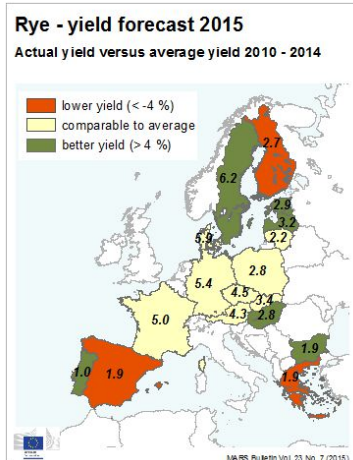 Rye - yield forecast 2015
Actual yield versus average yield 2010 - 2014
lower yield (< -4 %)
comparable to average
better yield (> 4 %)
2.7
6.2
2.9
3.2
2.2
5.9
2.8
5.4
4.5
3.4
4.3
2.8
5.0
1.9
1.0
1.9
1.9
MARS Bulletin Vol. 23 No. 7 (2015)